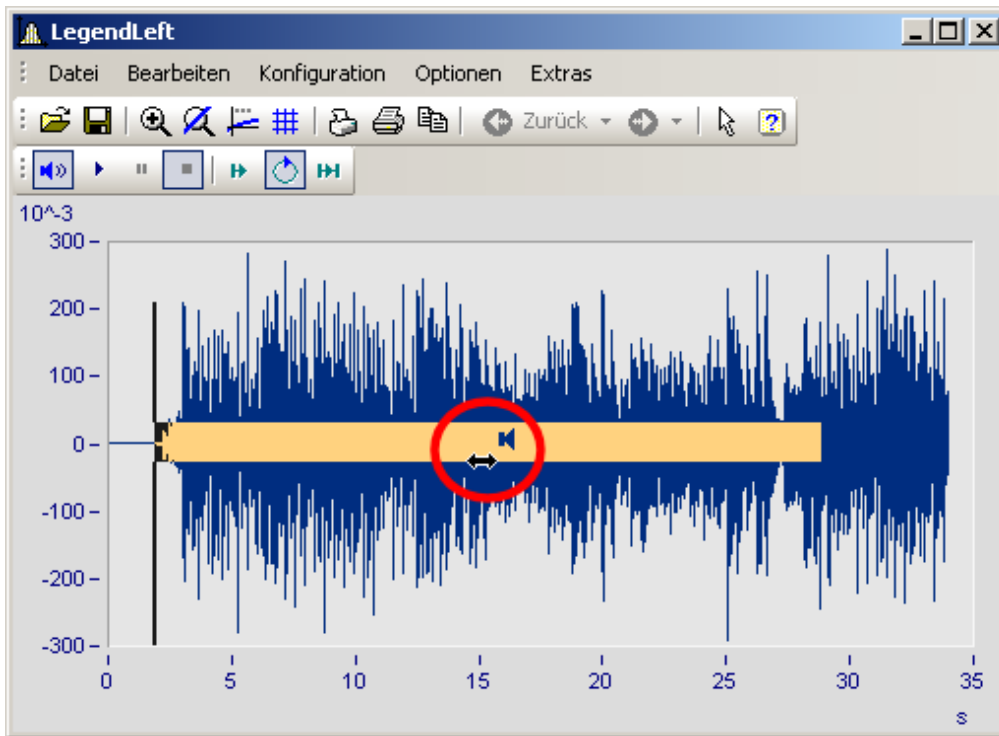 LegendLeft
Datei Bearbeiten Konfiguration Optionen Extras
Zurück
10^-3
300
200
100
0
-100
-200
-300
0 5 10 15 20 25 30 35
s